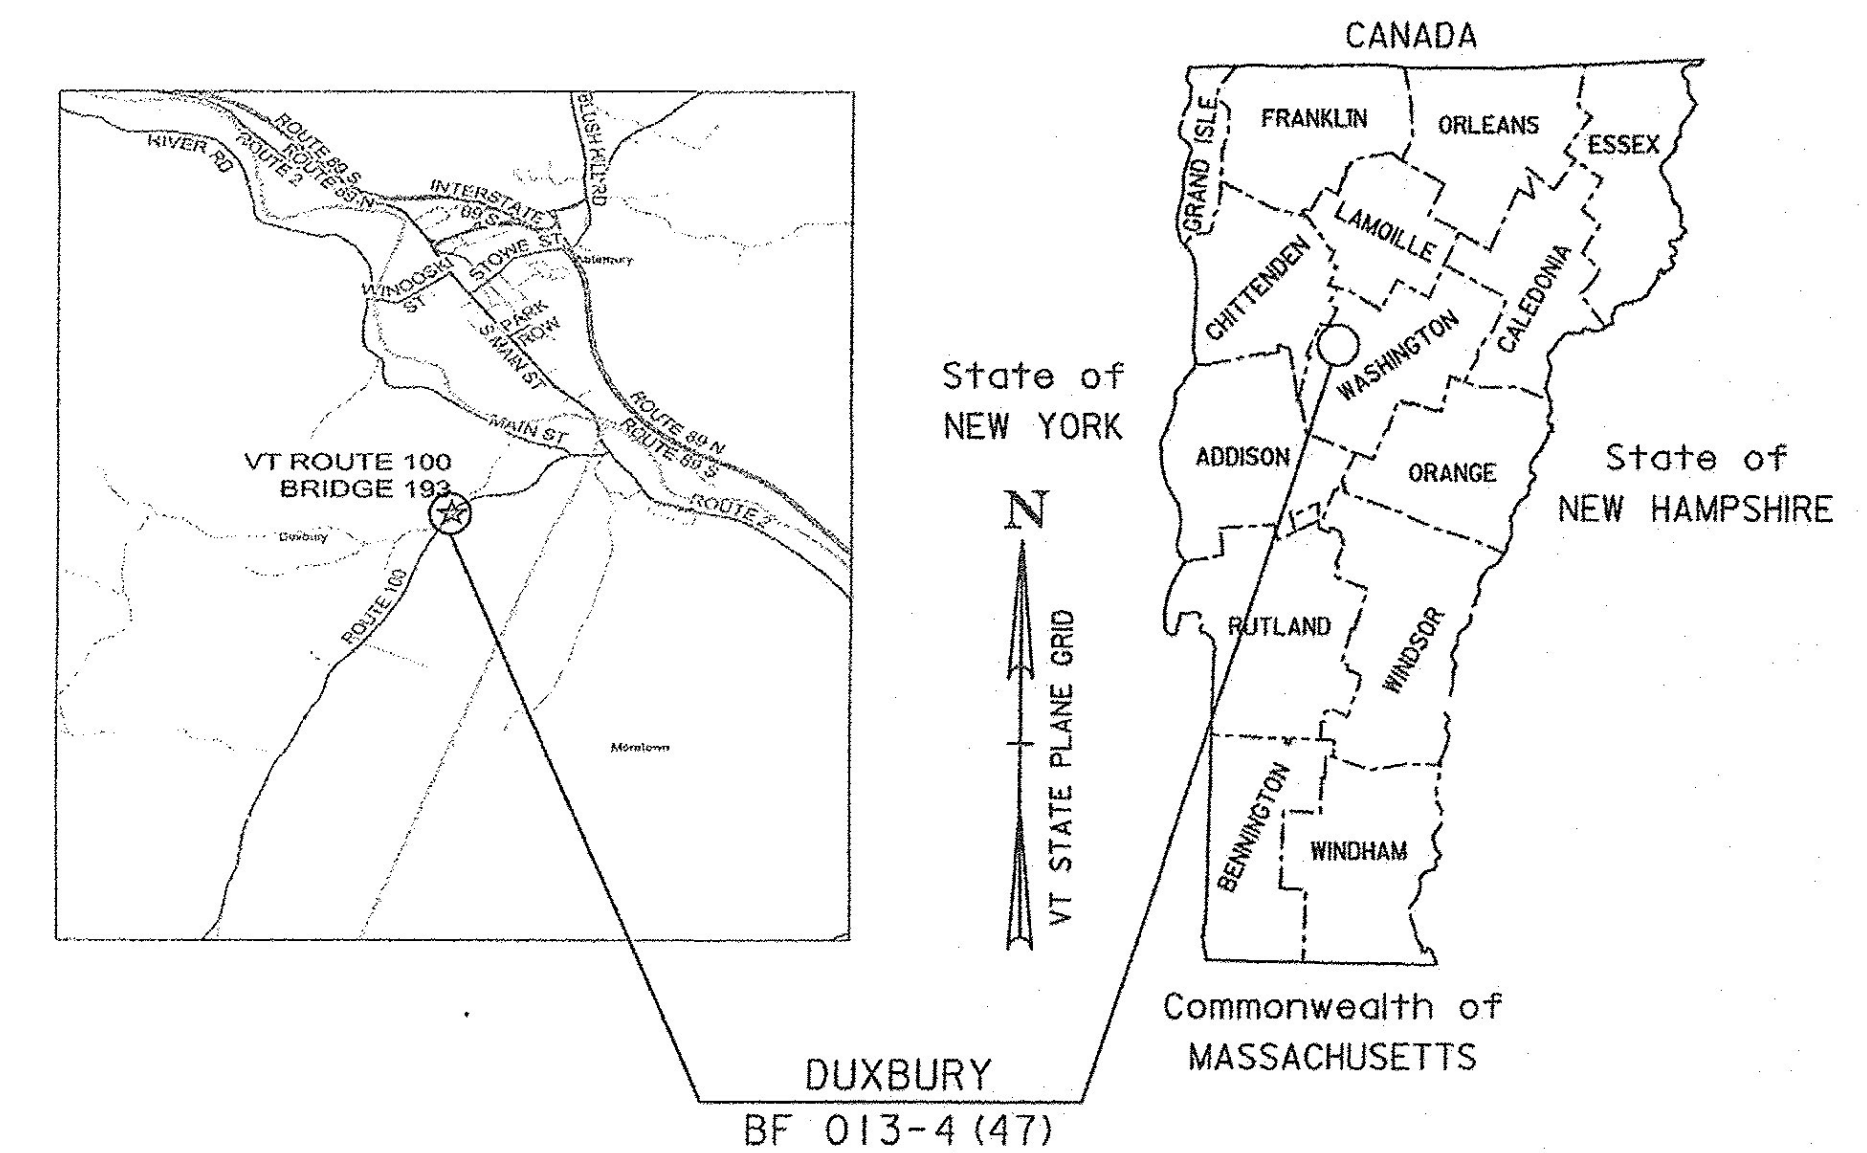 CANADA
FRANKLIN
ORLEANS
ESSEX
GRAND ISLE
LAMOILLE
CHITTENDEN
CALEDONIA
WASHINGTON
ADDISON
ORANGE
RUTLAND
WINDSOR
BENNINGTON
WINDHAM
State of
NEW YORK
State of
NEW HAMPSHIRE
Commonwealth of
MASSACHUSETTS
N
VT STATE PLANE GRID
RIVER RD
ROUTE 89 S
ROUTE 89 N
ROUTE 2
BLUSH HILL RD
INTERSTATE
89 S
STOWE ST
WINOOSKI
ST
PARK
ROW
S MAIN ST
MAIN ST
ROUTE 89 N
ROUTE 89 S
ROUTE 2
VT ROUTE 100
BRIDGE 193
Duxbury
ROUTE 100
Moretown
DUXBURY
BF 013-4 (47)